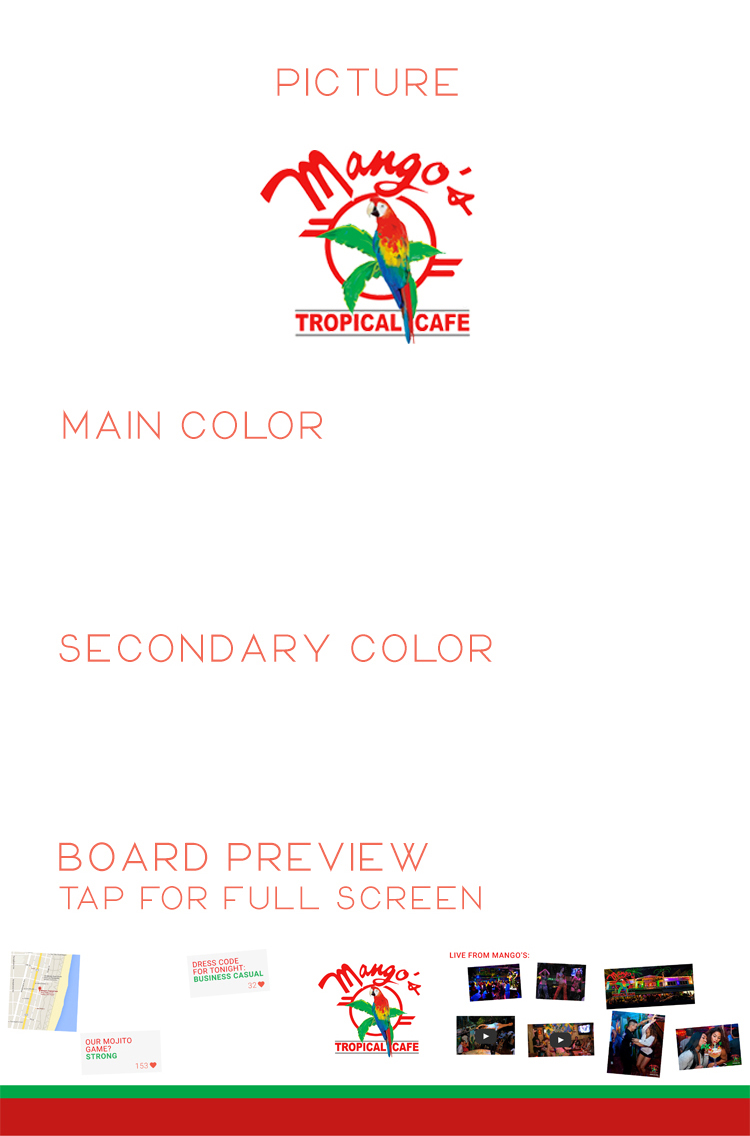 PICTURE
Mango's
TROPICAL CAFE
MAIN COLOR
SECONDARY COLOR
BOARD PREVIEW
TAP FOR FULL SCREEN
DRESS CODE
FOR TONIGHT:
BUSINESS CASUAL
32
OUR MOJITO
GAME?
STRONG
153
Mango's
TROPICAL CAFE
LIVE FROM MANGO'S: